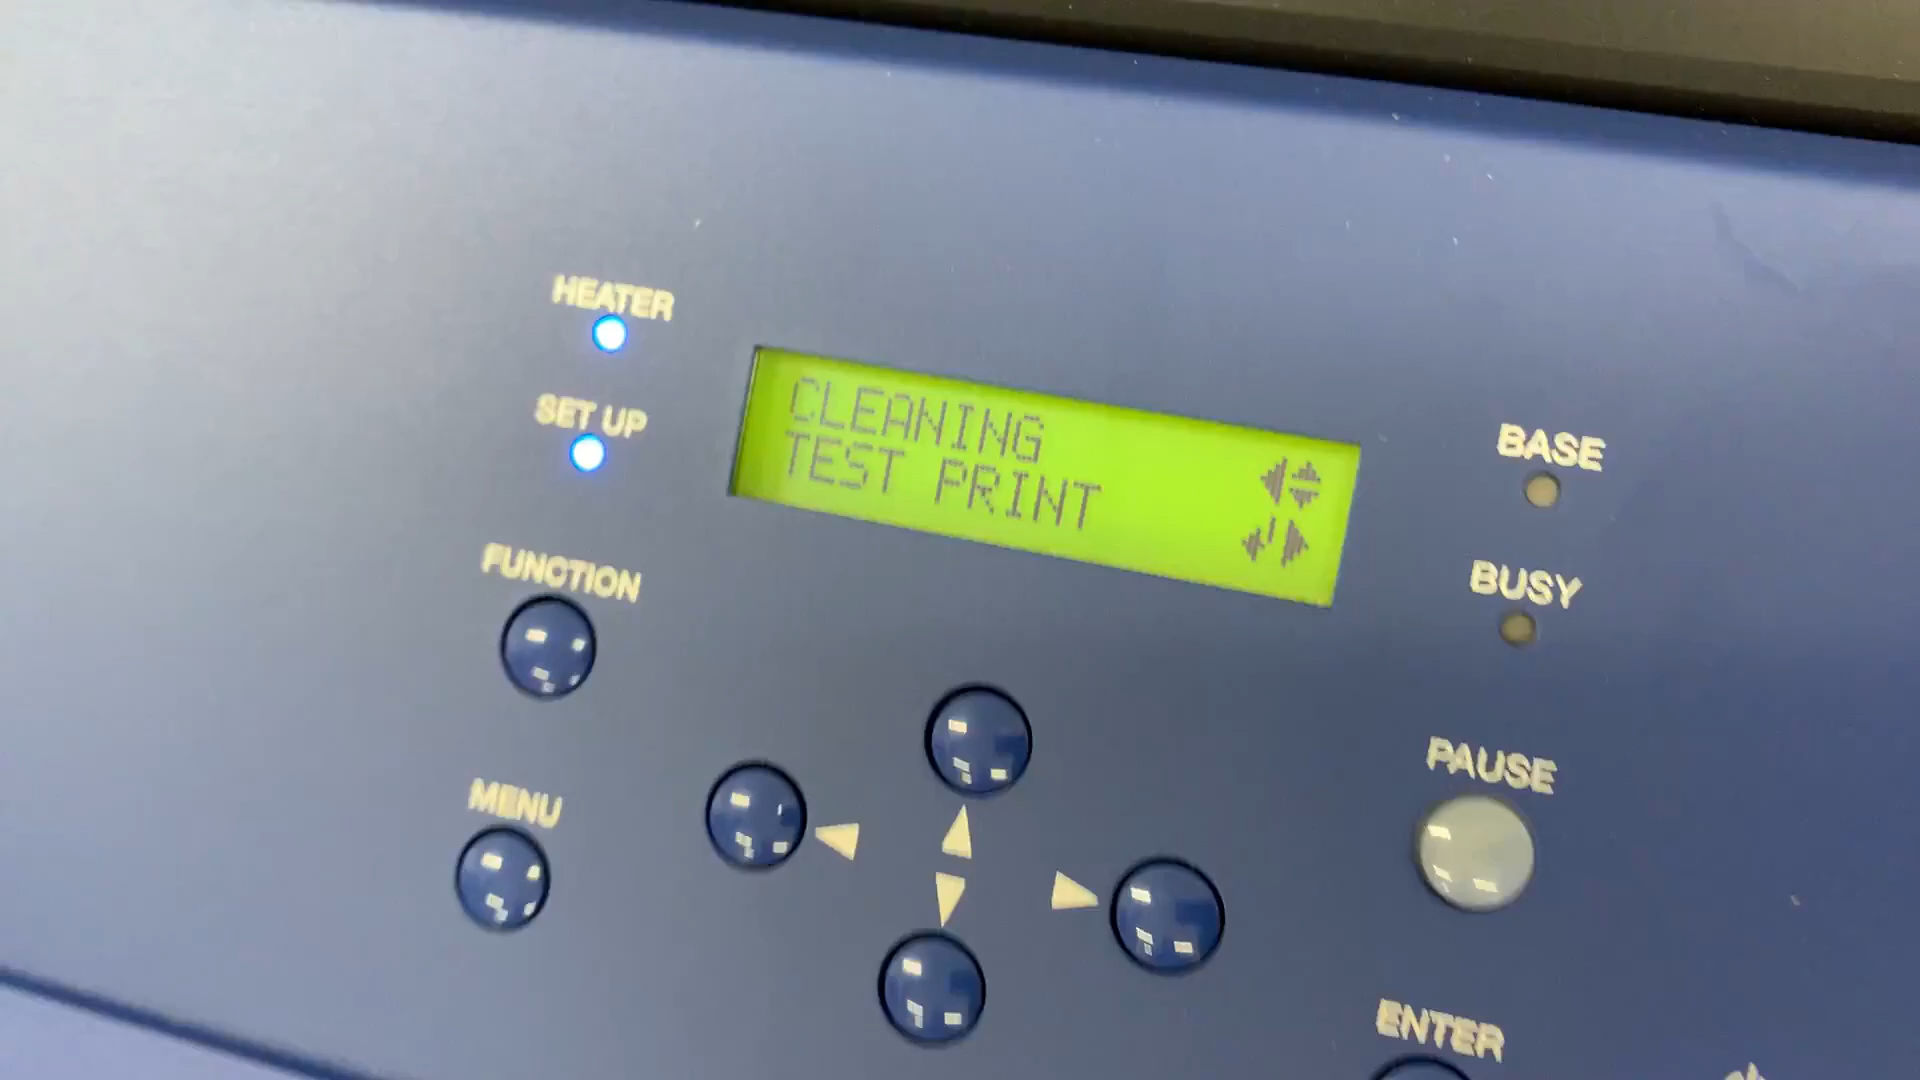 HEATER
SET UP
CLEANING
TEST PRINT
BASE
BUSY
FUNCTION
MENU
PAUSE
ENTER